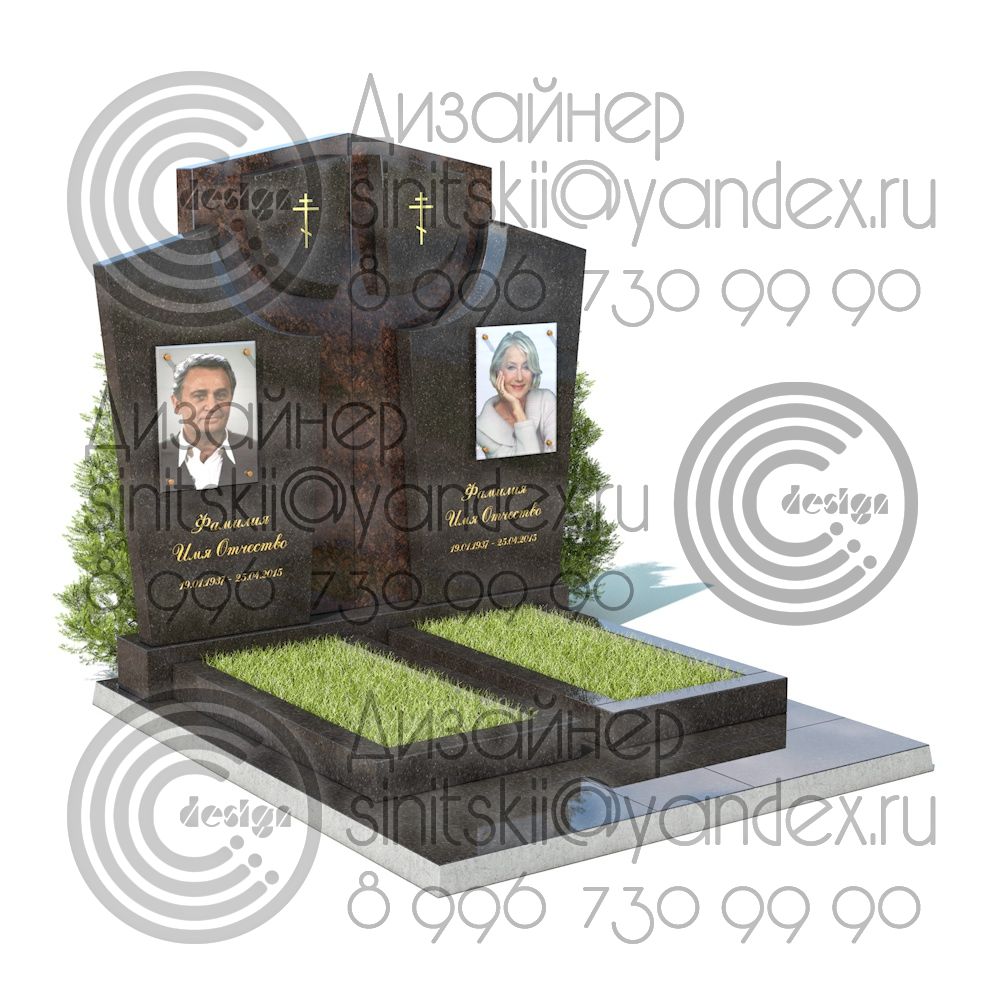 Дизайнер
sinitskii@yandex.ru
8 996 730 99 90
design
Дизайнер
sinitskii@yandex.ru
8 996 730 99 90
design
Фамилия
Имя Отчество
19.01.1937 - 25.04.2015
Фамилия
Имя Отчество
19.01.1937 - 25.04.2015
Дизайнер
sinitskii@yandex.ru
8 996 730 99 90
design